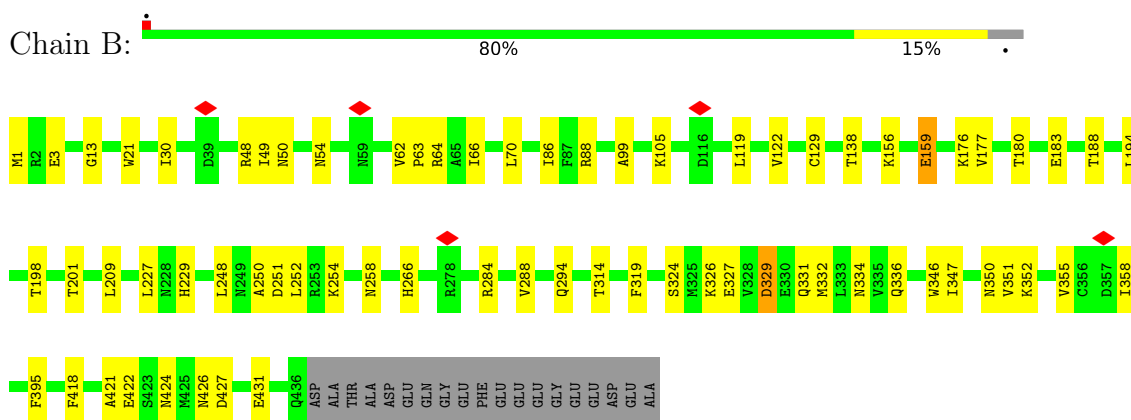 Chain B:
80% 15%
M1 R2 E3 G13 W21 I30 D39 R48 I49 N50 N54 N59 V62 P63 R64 A65 I66 L70 I86 F87 R88 A99 K105 D116 L119 V122 C129 T138 K156 E159 K176 V177 T180 E183 T188 L194
T198 T201 L209 L227 N228 H229 L248 N249 A250 D251 L252 R253 K254 N258 H266 R278 R284 V288 Q294 T314 F319 S324 M325 K326 E327 V328 D329 E330 Q331 M332 L333 N334 V335 Q336 W346 I347 N350 V351 K352 V355 C356 D357 I358
F395 F418 A421 E422 S423 N424 M425 N426 D427 E431 Q436 ASP ALA THR ALA ASP GLU GLN GLY GLU GLU PHE GLU GLU GLU GLY GLU GLU ASP GLU ALA